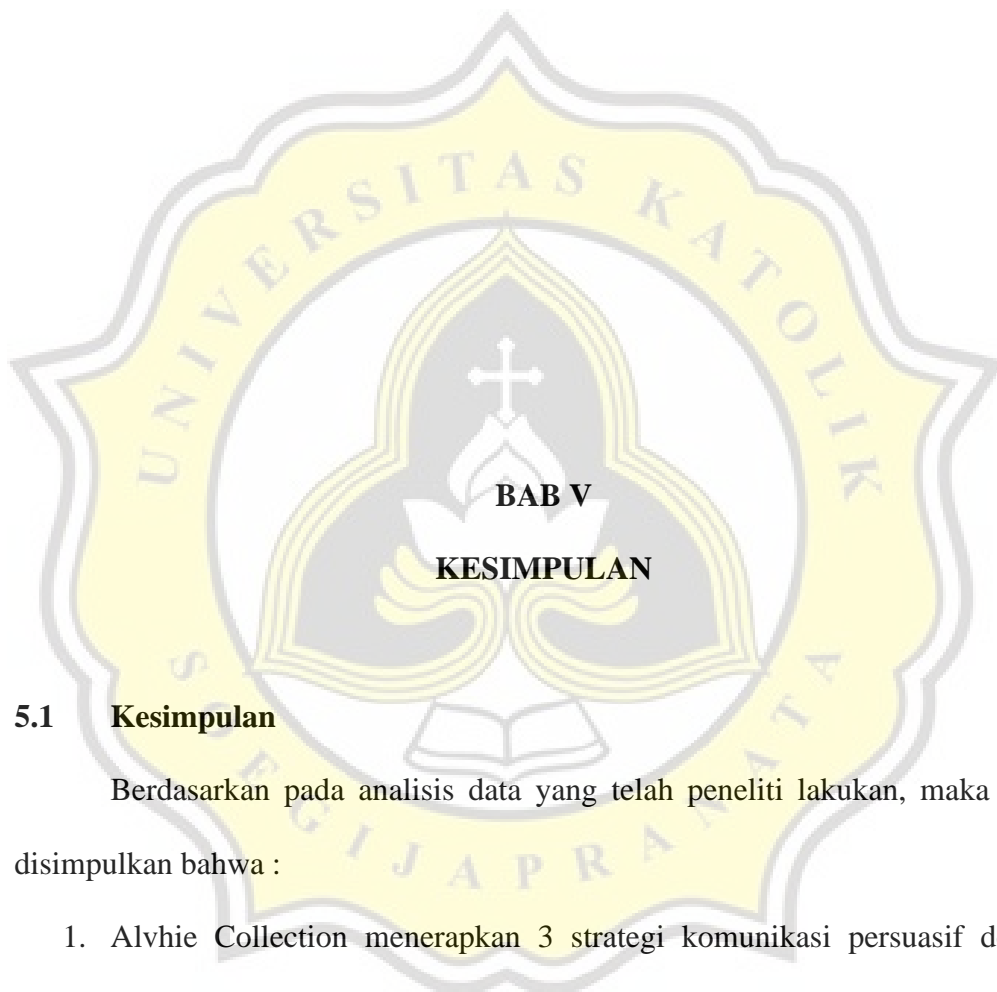 UNIVERSITAS KATOLIK
SOEGIJAPRANATA
BAB V
KESIMPULAN
5.1 Kesimpulan
Berdasarkan pada analisis data yang telah peneliti lakukan, maka
disimpulkan bahwa :
1. Alvhie Collection menerapkan 3 strategi komunikasi persuasif